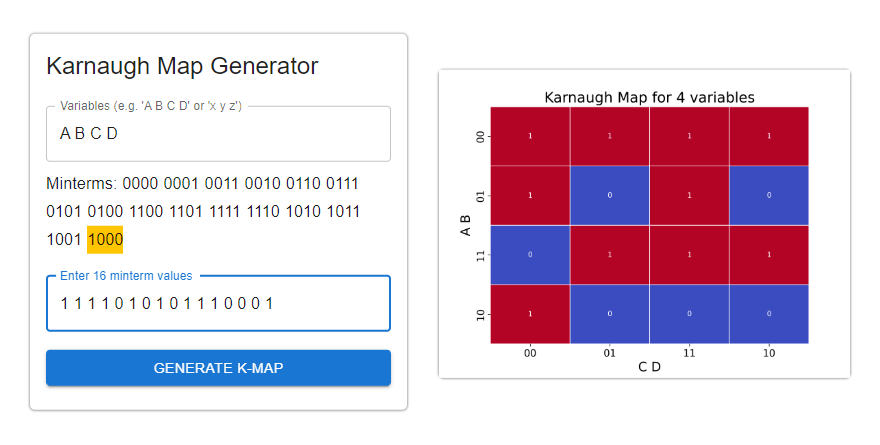 Karnaugh Map Generator
Variables (e.g. 'A B C D' or 'x y z')
A B C D
Minterms: 0000 0001 0011 0010 0110 0111
0101 0100 1100 1101 1111 1110 1010 1011
1001 1000
Enter 16 minterm values
1 1 1 1 0 1 0 1 0 1 1 1 0 0 0 1
GENERATE K-MAP
Karnaugh Map for 4 variables
00 1 1 1 1
01 1 0 1 0
A B
11 0 1 1 1
10 1 0 0 0
00 01 11 10
C D